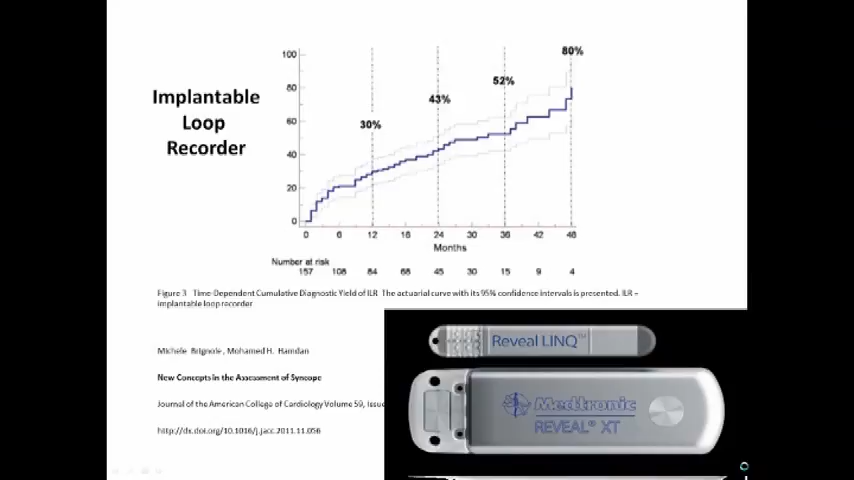 Implantable
Loop
Recorder
100
80
60
40
20
0
30%
43%
52%
80%
0 6 12 18 24 30 36 42 48
Months
Number at risk
157 108 84 68 45 30 15 9 4
Figure 3 Time-Dependent Cumulative Diagnostic Yield of ILR The actuarial curve with its 95% confidence intervals is presented. ILR =
implantable loop recorder
Michele Brignole, Mohamed H. Hamdan
New Concepts in the Assessment of Syncope
Journal of the American College of Cardiology Volume 59, Issue
http://dx.doi.org/10.1016/j.jacc.2011.11.056
Reveal LINQ™
Medtronic
REVEAL® XT